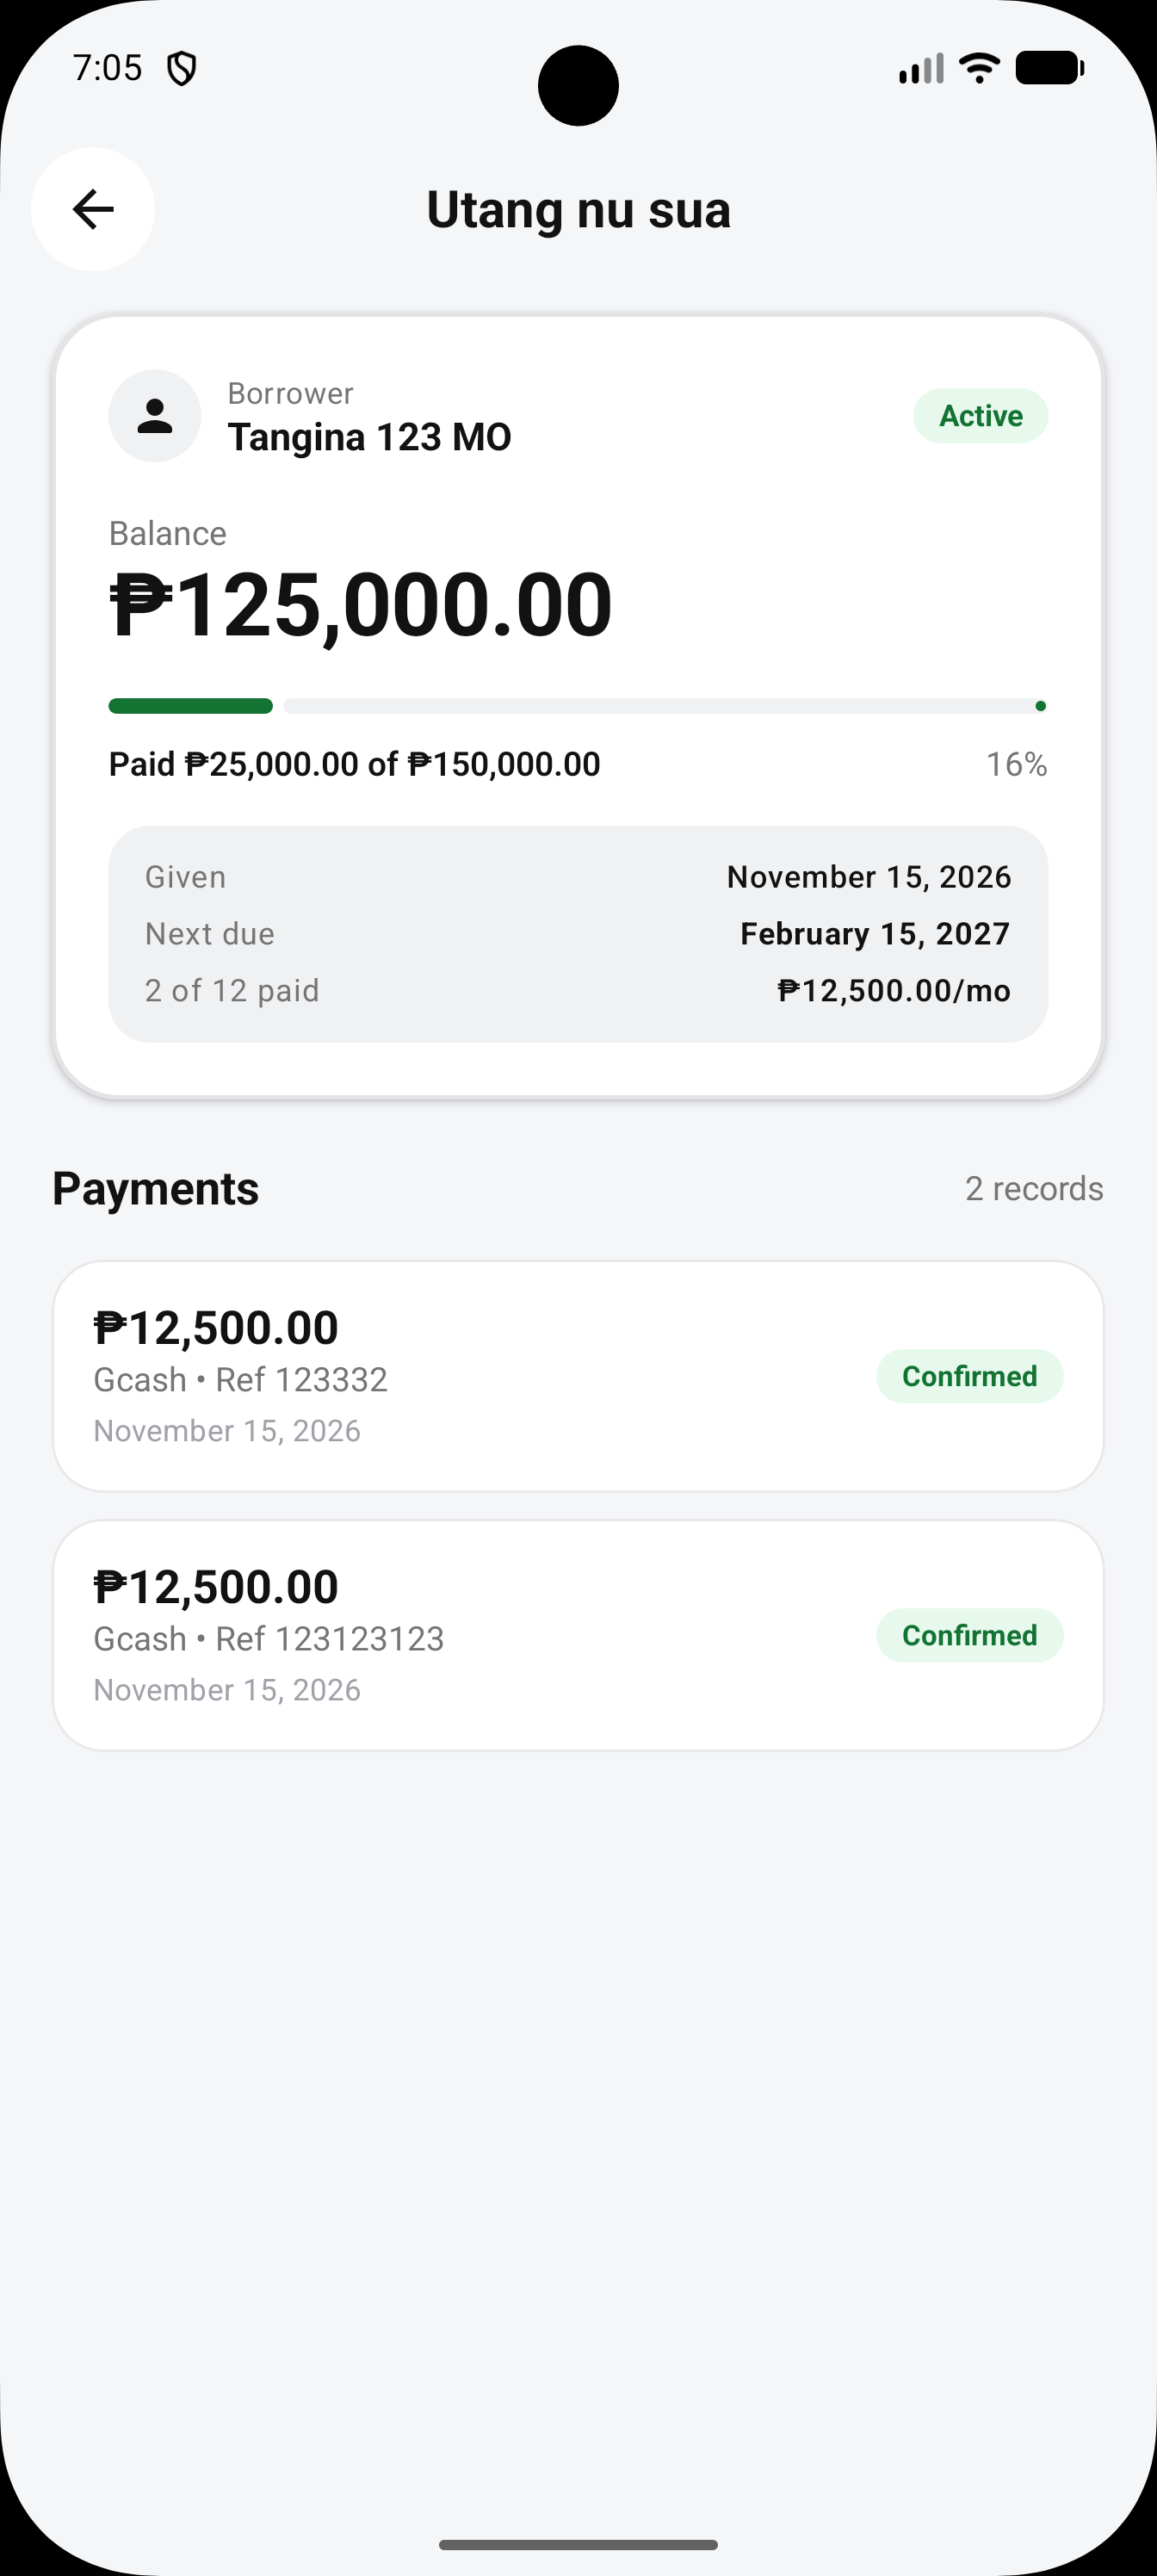 7:05
Utang nu sua
Borrower
Tangina 123 MO
Active
Balance
₱125,000.00
Paid ₱25,000.00 of ₱150,000.00
16%
Given
November 15, 2026
Next due
February 15, 2027
2 of 12 paid
₱12,500.00/mo
Payments
2 records
₱12,500.00
Gcash • Ref 123332
November 15, 2026
Confirmed
₱12,500.00
Gcash • Ref 123123123
November 15, 2026
Confirmed